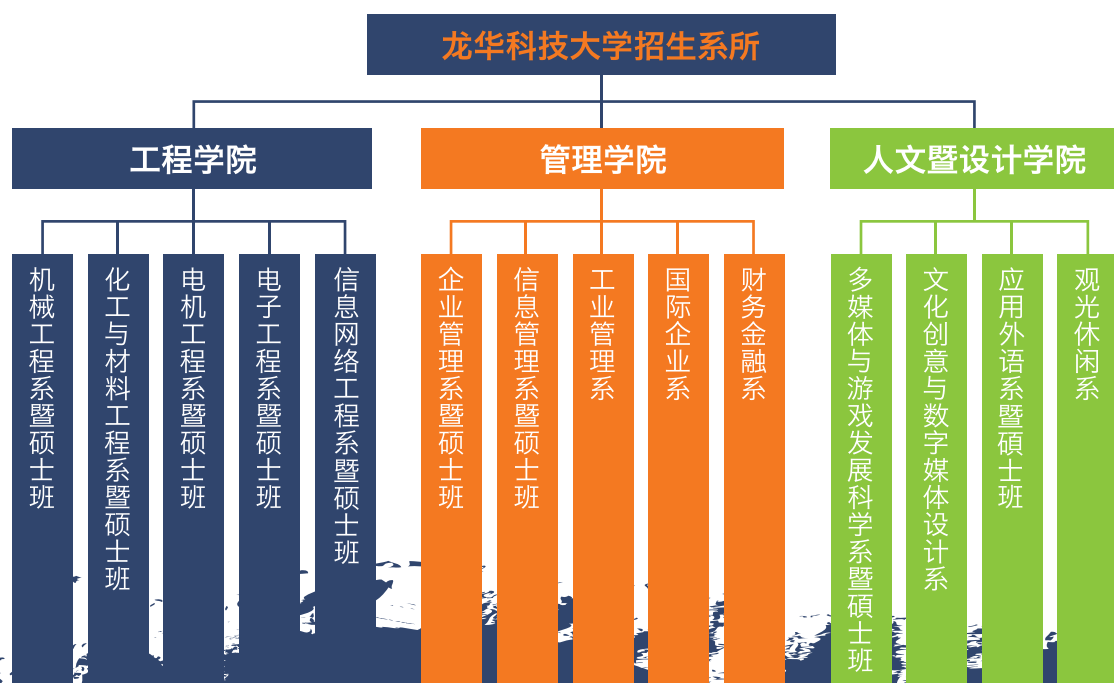 龙华科技大学招生系所
工程学院
管理学院
人文暨设计学院
机械工程系暨硕士班
化工与材料工程系暨硕士班
电机工程系暨硕士班
电子工程系暨硕士班
信息网络工程系暨硕士班
企业管理系暨硕士班
信息管理系暨硕士班
工业管理系
国际企业系
财务金融系
多媒体与游戏发展科学系暨碩士班
文化创意与数字媒体设计系
应用外语系暨碩士班
观光休闲系